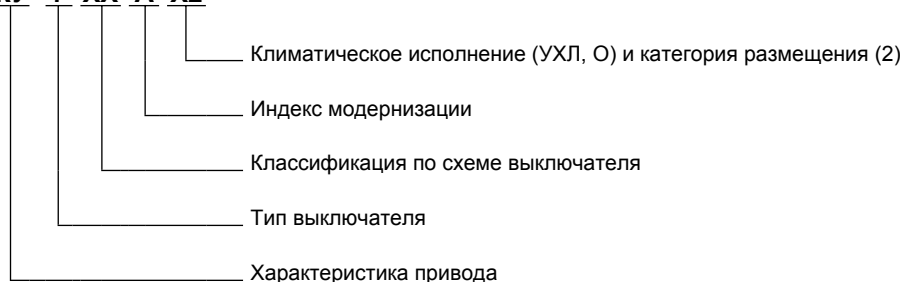 Климатическое исполнение (УХЛ, О) и категория размещения (2)
Индекс модернизации
Классификация по схеме выключателя
Тип выключателя
Характеристика привода